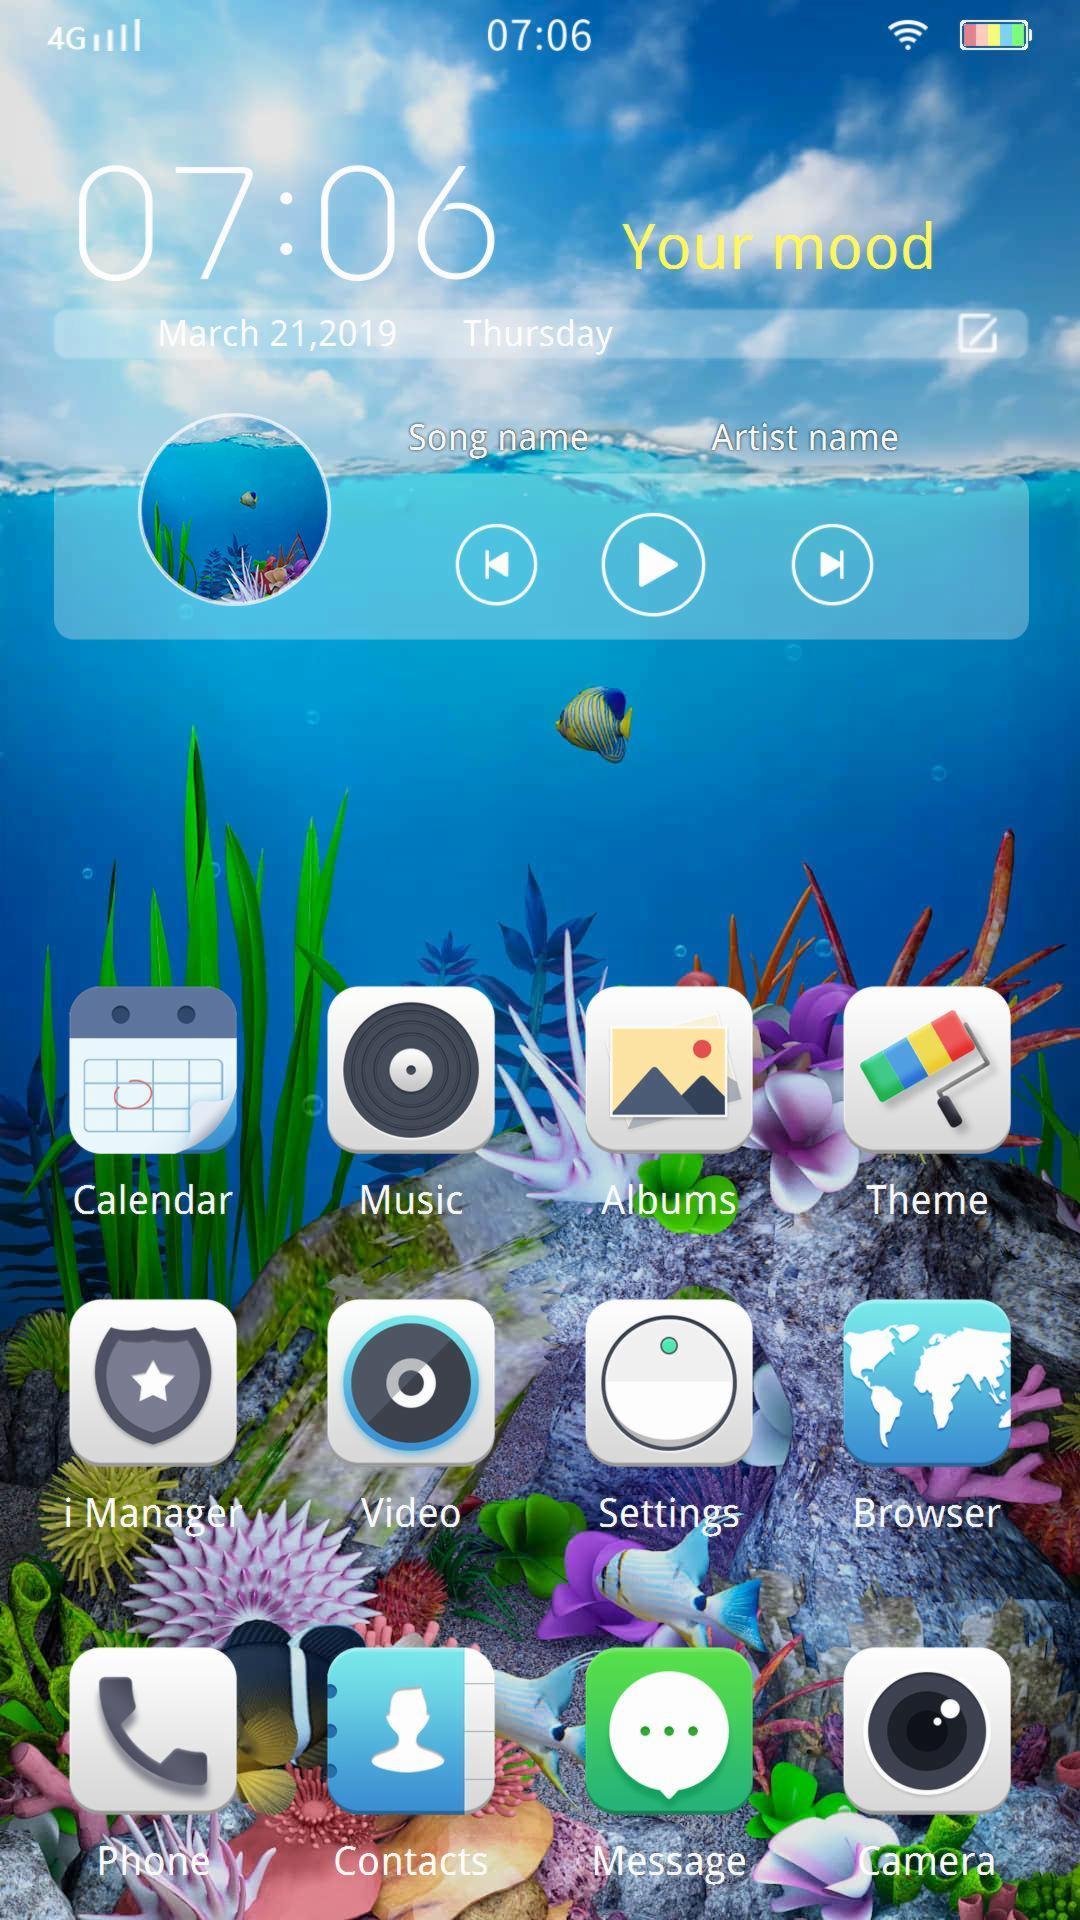 4G 07:06
07:06
Your mood
March 21,2019 Thursday
Song name Artist name
Calendar Music Albums Theme
i Manager Video Settings Browser
Phone Contacts Message Camera